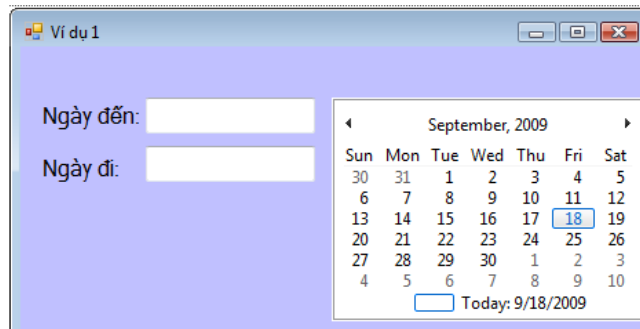 Ví dụ 1
Ngày đến:
Ngày đi:
September, 2009
Sun Mon Tue Wed Thu Fri Sat
30 31 1 2 3 4 5
6 7 8 9 10 11 12
13 14 15 16 17 18 19
20 21 22 23 24 25 26
27 28 29 30 1 2 3
4 5 6 7 8 9 10
Today: 9/18/2009